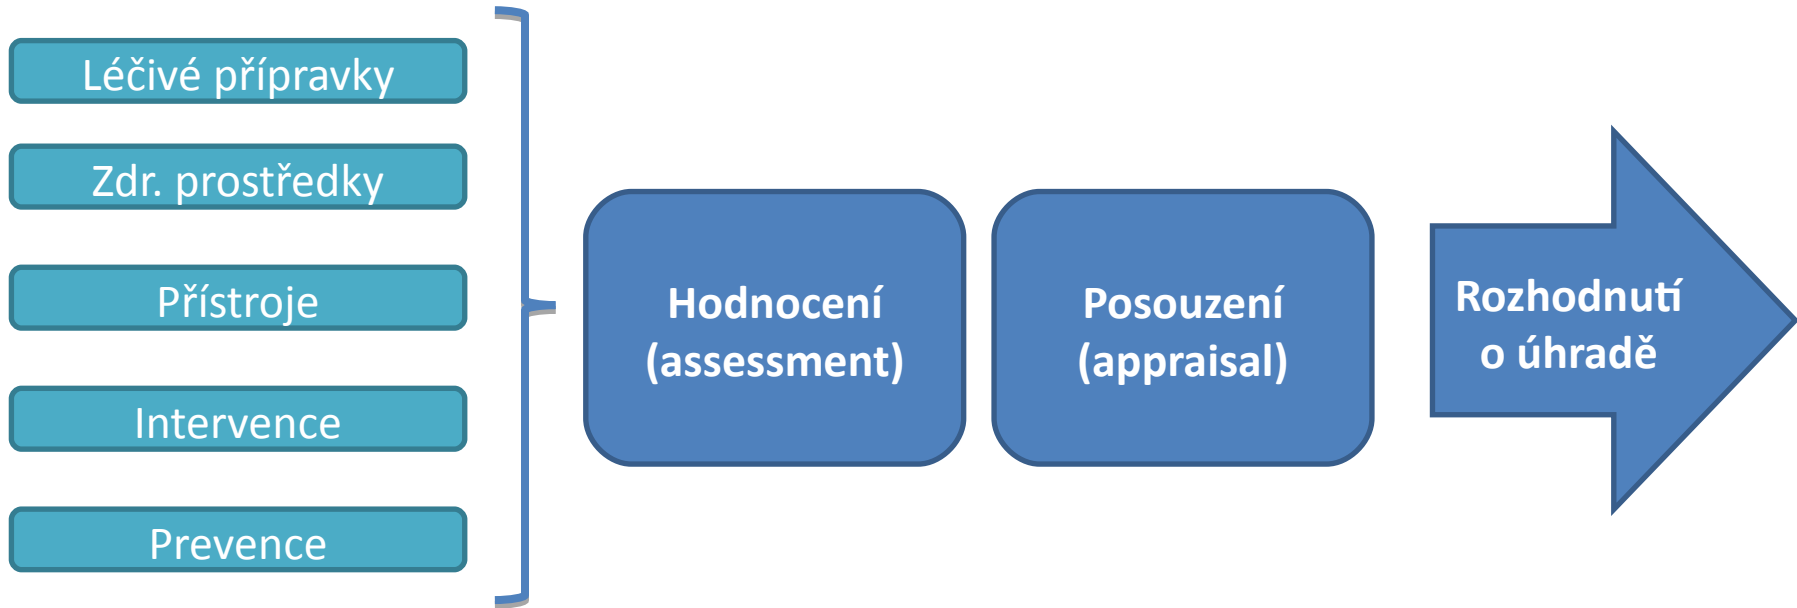 Léčivé přípravky
Zdr. prostředky
Přístroje
Intervence
Prevence
Hodnocení
(assessment)
Posouzení
(appraisal)
Rozhodnutí
o úhradě